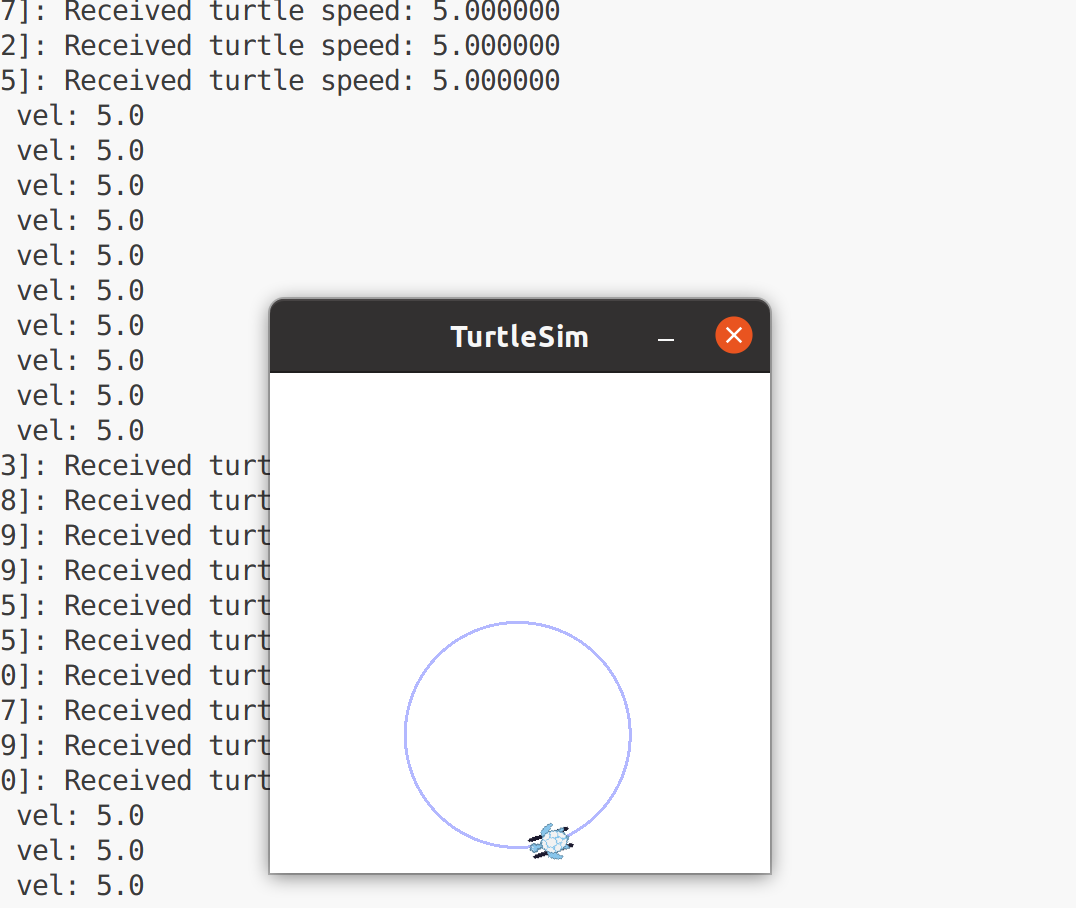 7]: Received turtle speed: 5.000000
2]: Received turtle speed: 5.000000
5]: Received turtle speed: 5.000000
vel: 5.0
vel: 5.0
vel: 5.0
vel: 5.0
vel: 5.0
vel: 5.0
vel: 5.0
vel: 5.0
vel: 5.0
vel: 5.0
3]: Received turt
8]: Received turt
9]: Received turt
9]: Received turt
5]: Received turt
5]: Received turt
0]: Received turt
7]: Received turt
9]: Received turt
0]: Received turt
vel: 5.0
vel: 5.0
vel: 5.0
TurtleSim